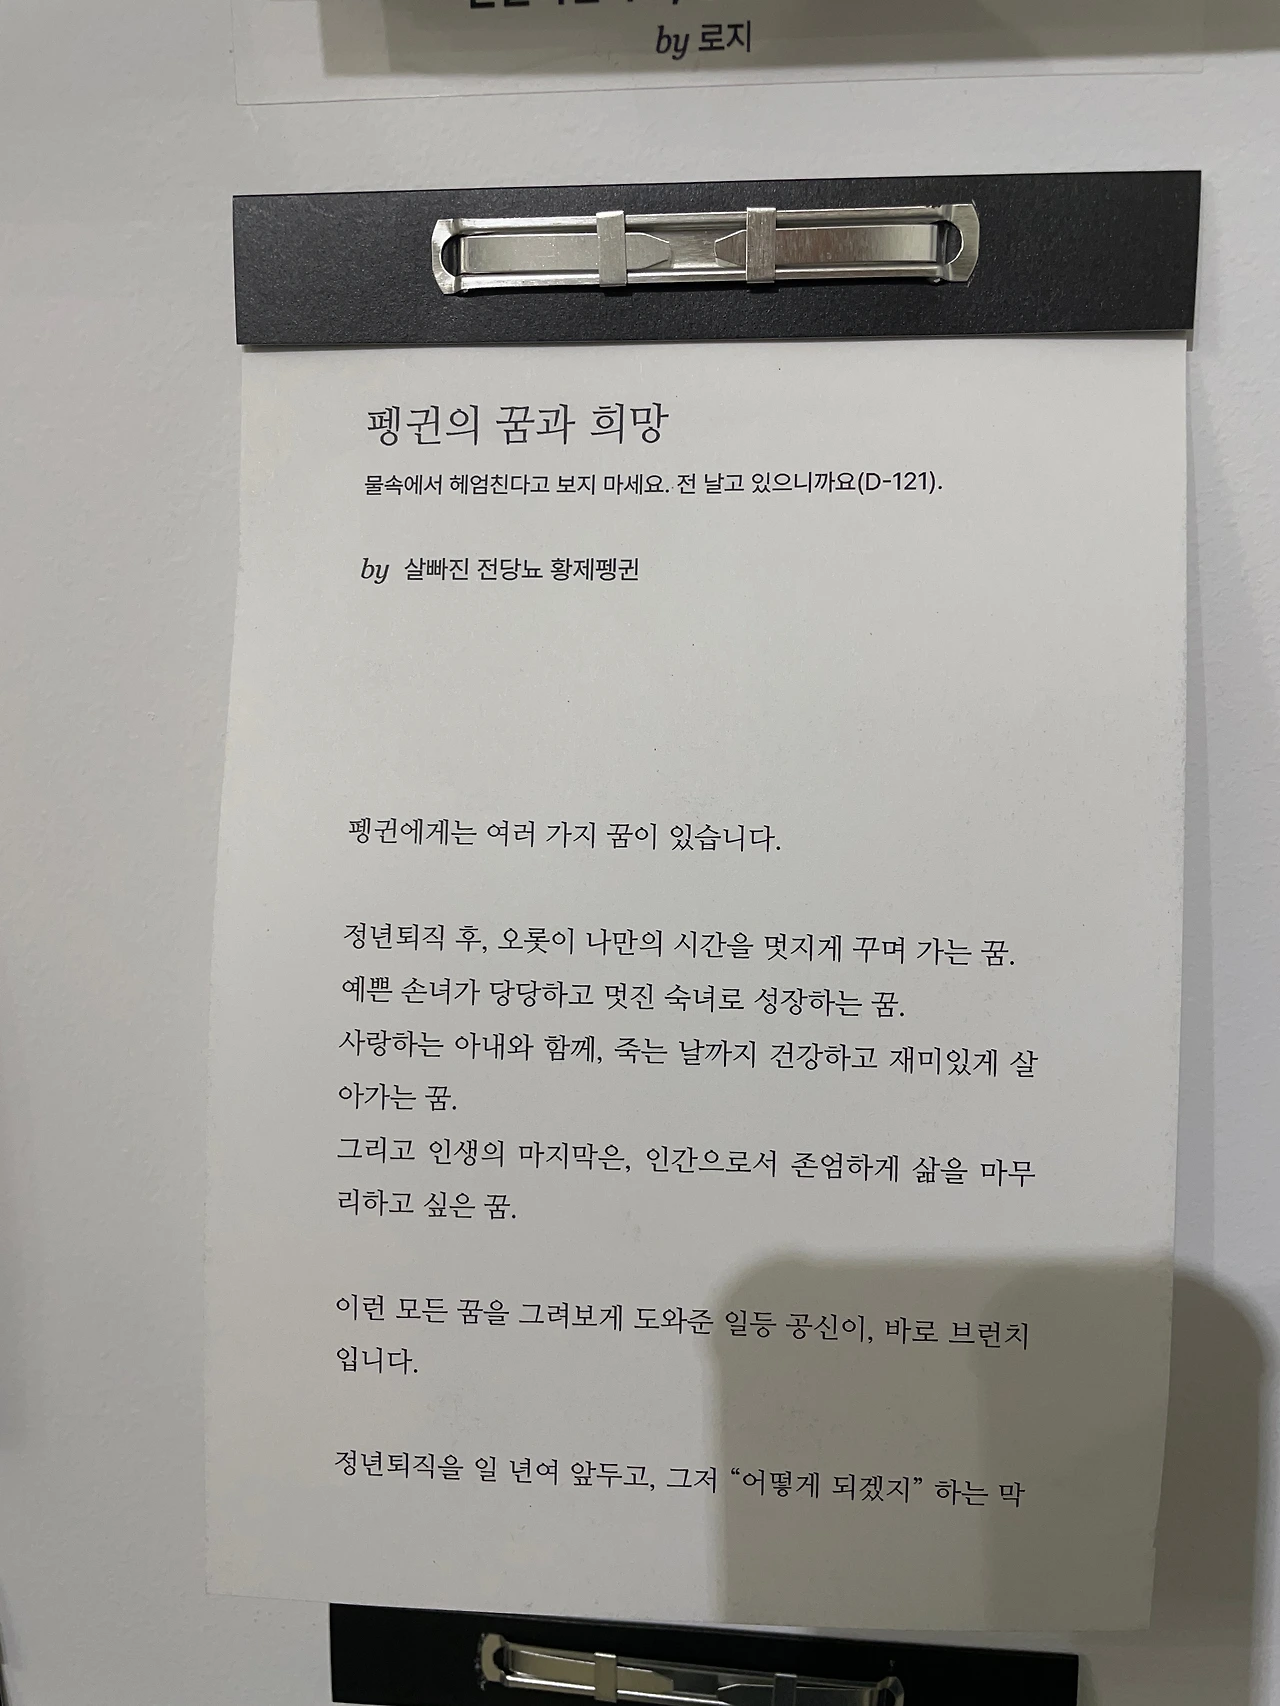 by 로지
펭귄의 꿈과 희망
물속에서 헤엄친다고 보지 마세요. 전 날고 있으니까요(D-121).
by 살빠진 전당뇨 황제펭귄
펭귄에게는 여러 가지 꿈이 있습니다.
정년퇴직 후, 오롯이 나만의 시간을 멋지게 꾸며 가는 꿈.
예쁜 손녀가 당당하고 멋진 숙녀로 성장하는 꿈.
사랑하는 아내와 함께, 죽는 날까지 건강하고 재미있게 살
아가는 꿈.
그리고 인생의 마지막은, 인간으로서 존엄하게 삶을 마무
리하고 싶은 꿈.
이런 모든 꿈을 그려보게 도와준 일등 공신이, 바로 브런치
입니다.
정년퇴직을 일 년여 앞두고, 그저 “어떻게 되겠지” 하는 막